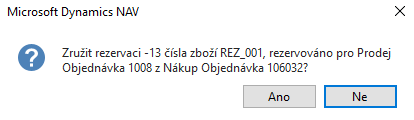 Microsoft Dynamics NAV
Zrušit rezervaci -13 čísla zboží REZ_001, rezervováno pro Prodej
Objednávka 1008 z Nákup Objednávka 106032?
Ano
Ne